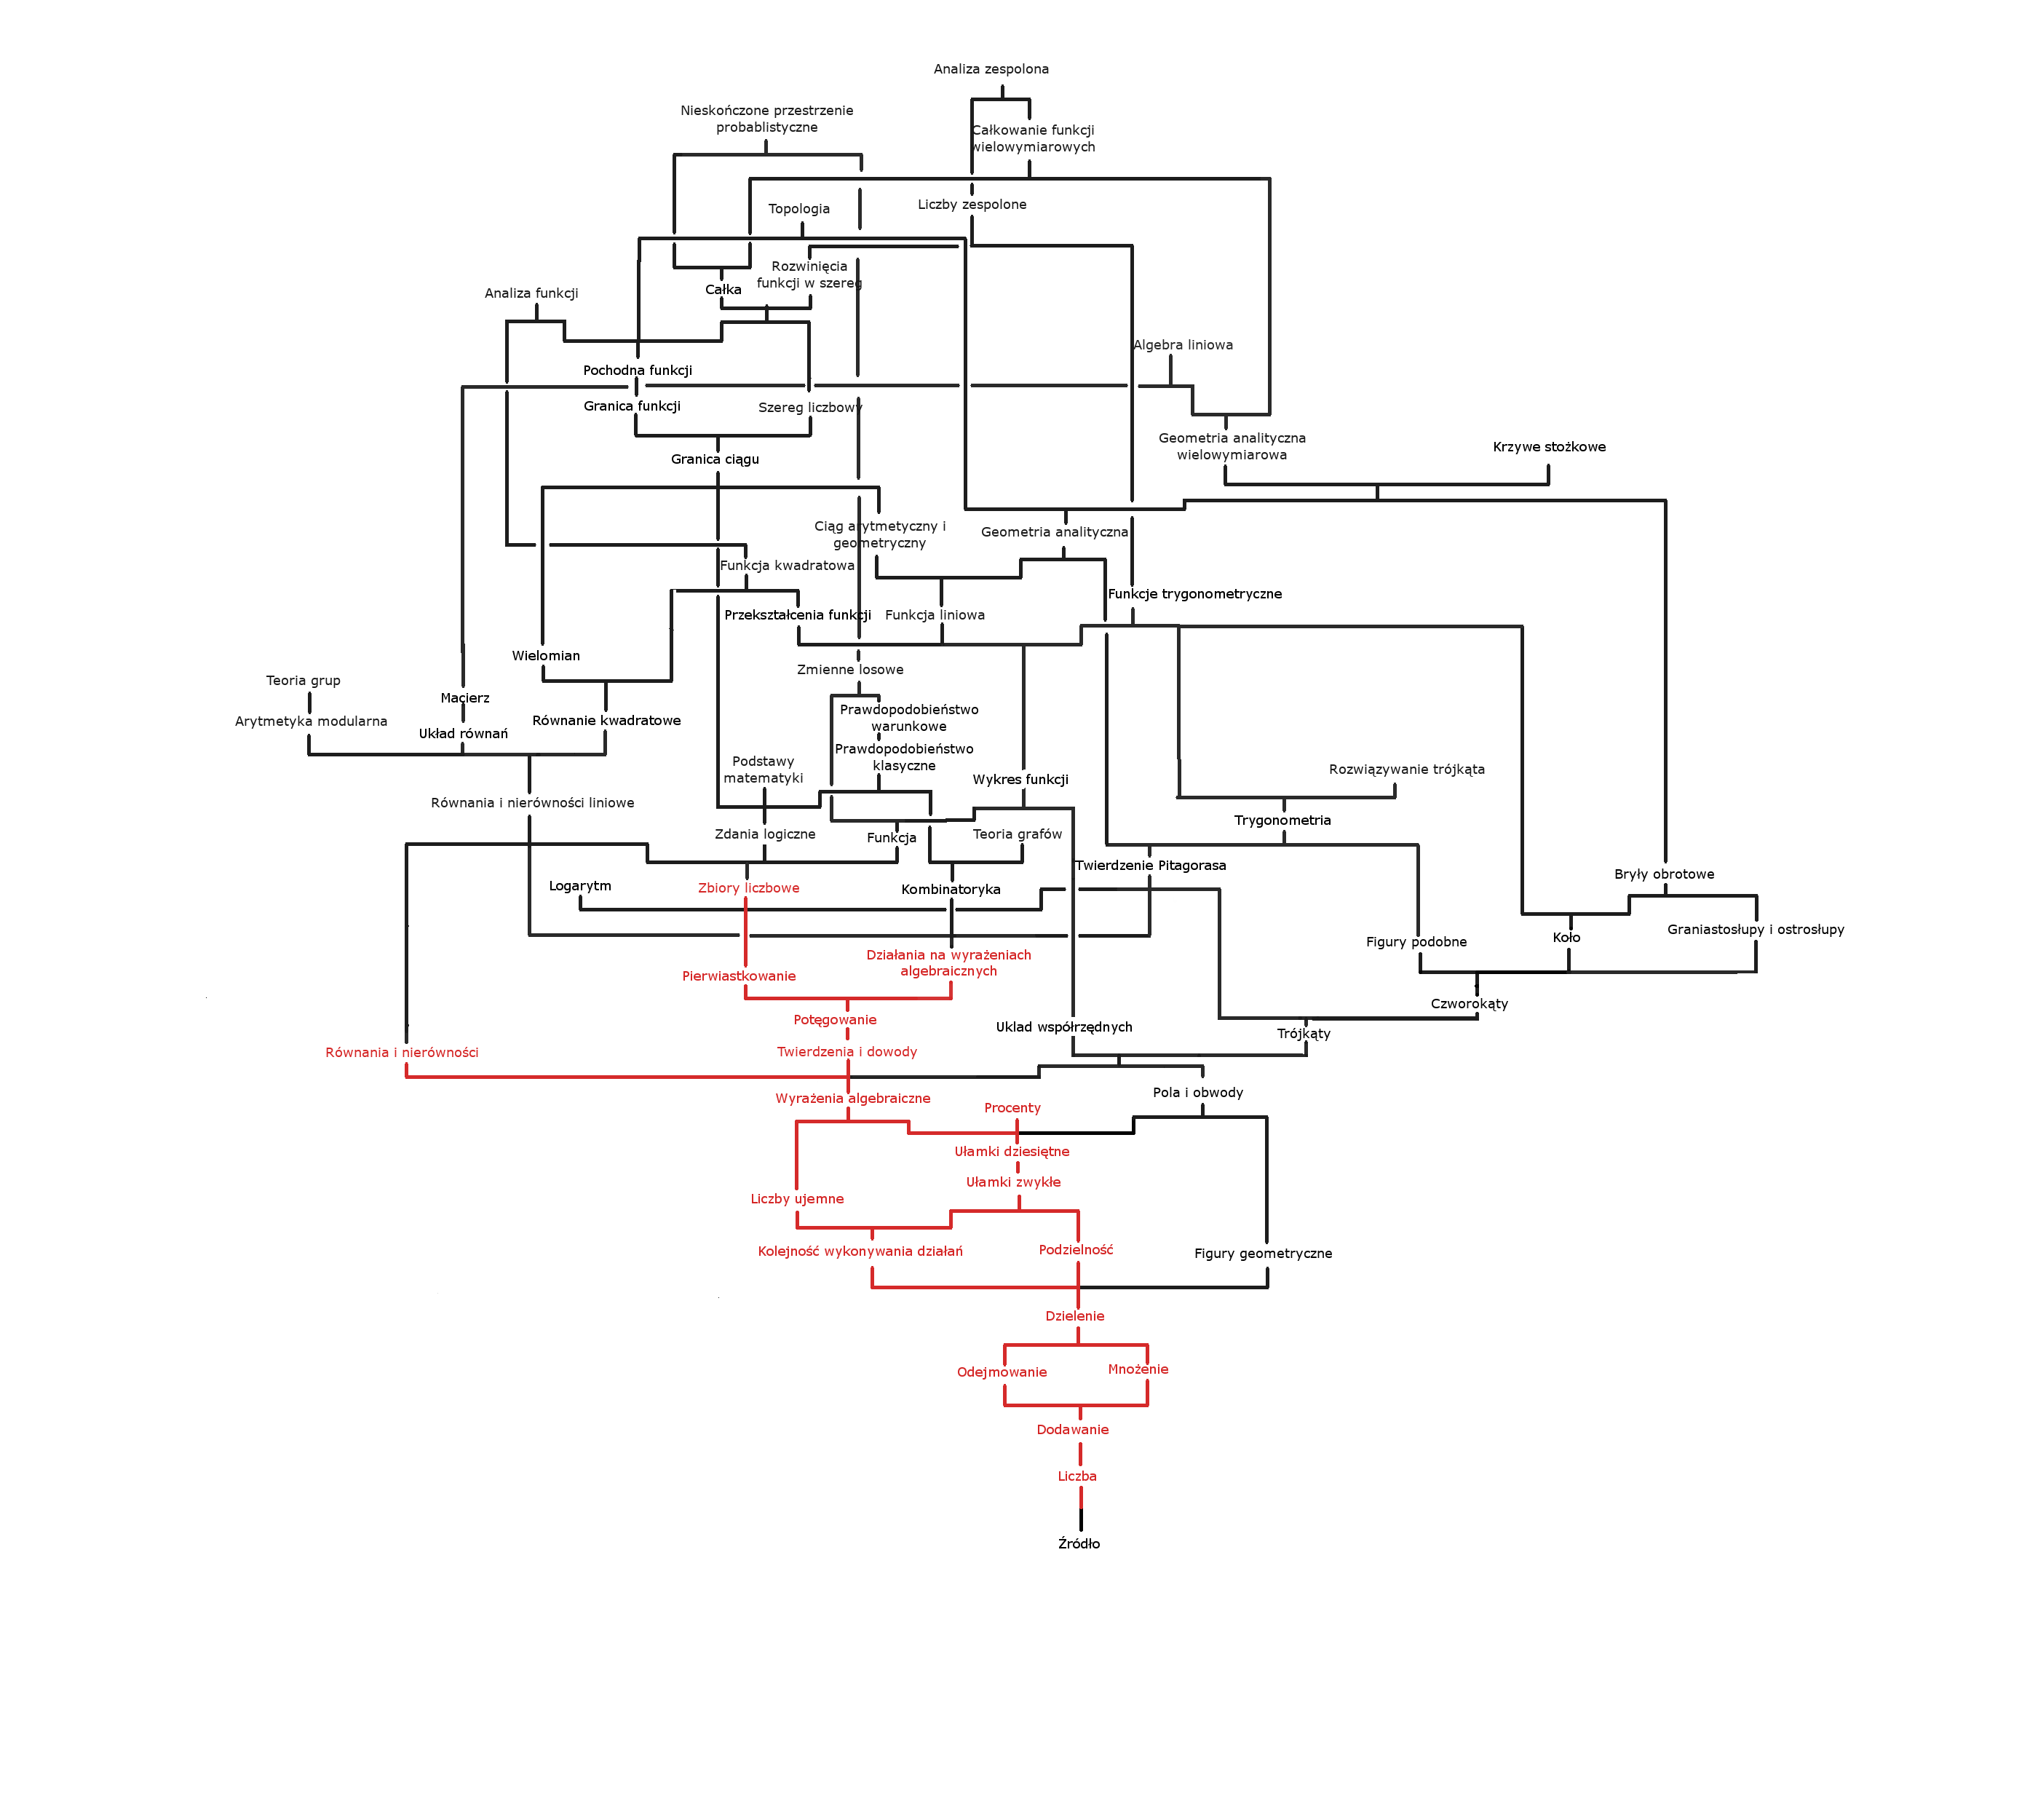 Analiza zespolona
Nieskończone przestrzenie
probablistyczne
Całkowanie funkcji
wielowymiarowych
Liczby zespolone
Topologia
Rozwinięcia
funkcji w szereg
Całka
Analiza funkcji
Algebra liniowa
Pochodna funkcji
Granica funkcji
Szereg liczbowy
Geometria analityczna
wielowymiarowa
Krzywe stożkowe
Granica ciągu
Ciąg arytmetyczny i
geometryczny
Geometria analityczna
Funkcja kwadratowa
Funkcje trygonometryczne
Przekształcenia funkcji
Funkcja liniowa
Wielomian
Zmienne losowe
Teoria grup
Macierz
Prawdopodobieństwo
warunkowe
Arytmetyka modularna
Równanie kwadratowe
Układ równań
Prawdopodobieństwo
klasyczne
Podstawy
matematyki
Rozwiązywanie trójkąta
Wykres funkcji
Równania i nierówności liniowe
Trygonometria
Zdania logiczne
Funkcja
Teoria grafów
Twierdzenie Pitagorasa
Bryły obrotowe
Logarytm
Zbiory liczbowe
Kombinatoryka
Graniastosłupy i ostrosłupy
Koło
Figury podobne
Działania na wyrażeniach
algebraicznych
Pierwiastkowanie
Czworokąty
Potęgowanie
Uklad współrzędnych
Trójkąty
Równania i nierówności
Twierdzenia i dowody
Pola i obwody
Wyrażenia algebraiczne
Procenty
Ułamki dziesiętne
Ułamki zwykłe
Liczby ujemne
Kolejność wykonywania działań
Podzielność
Figury geometryczne
Dzielenie
Odejmowanie
Mnożenie
Dodawanie
Liczba
Źródło